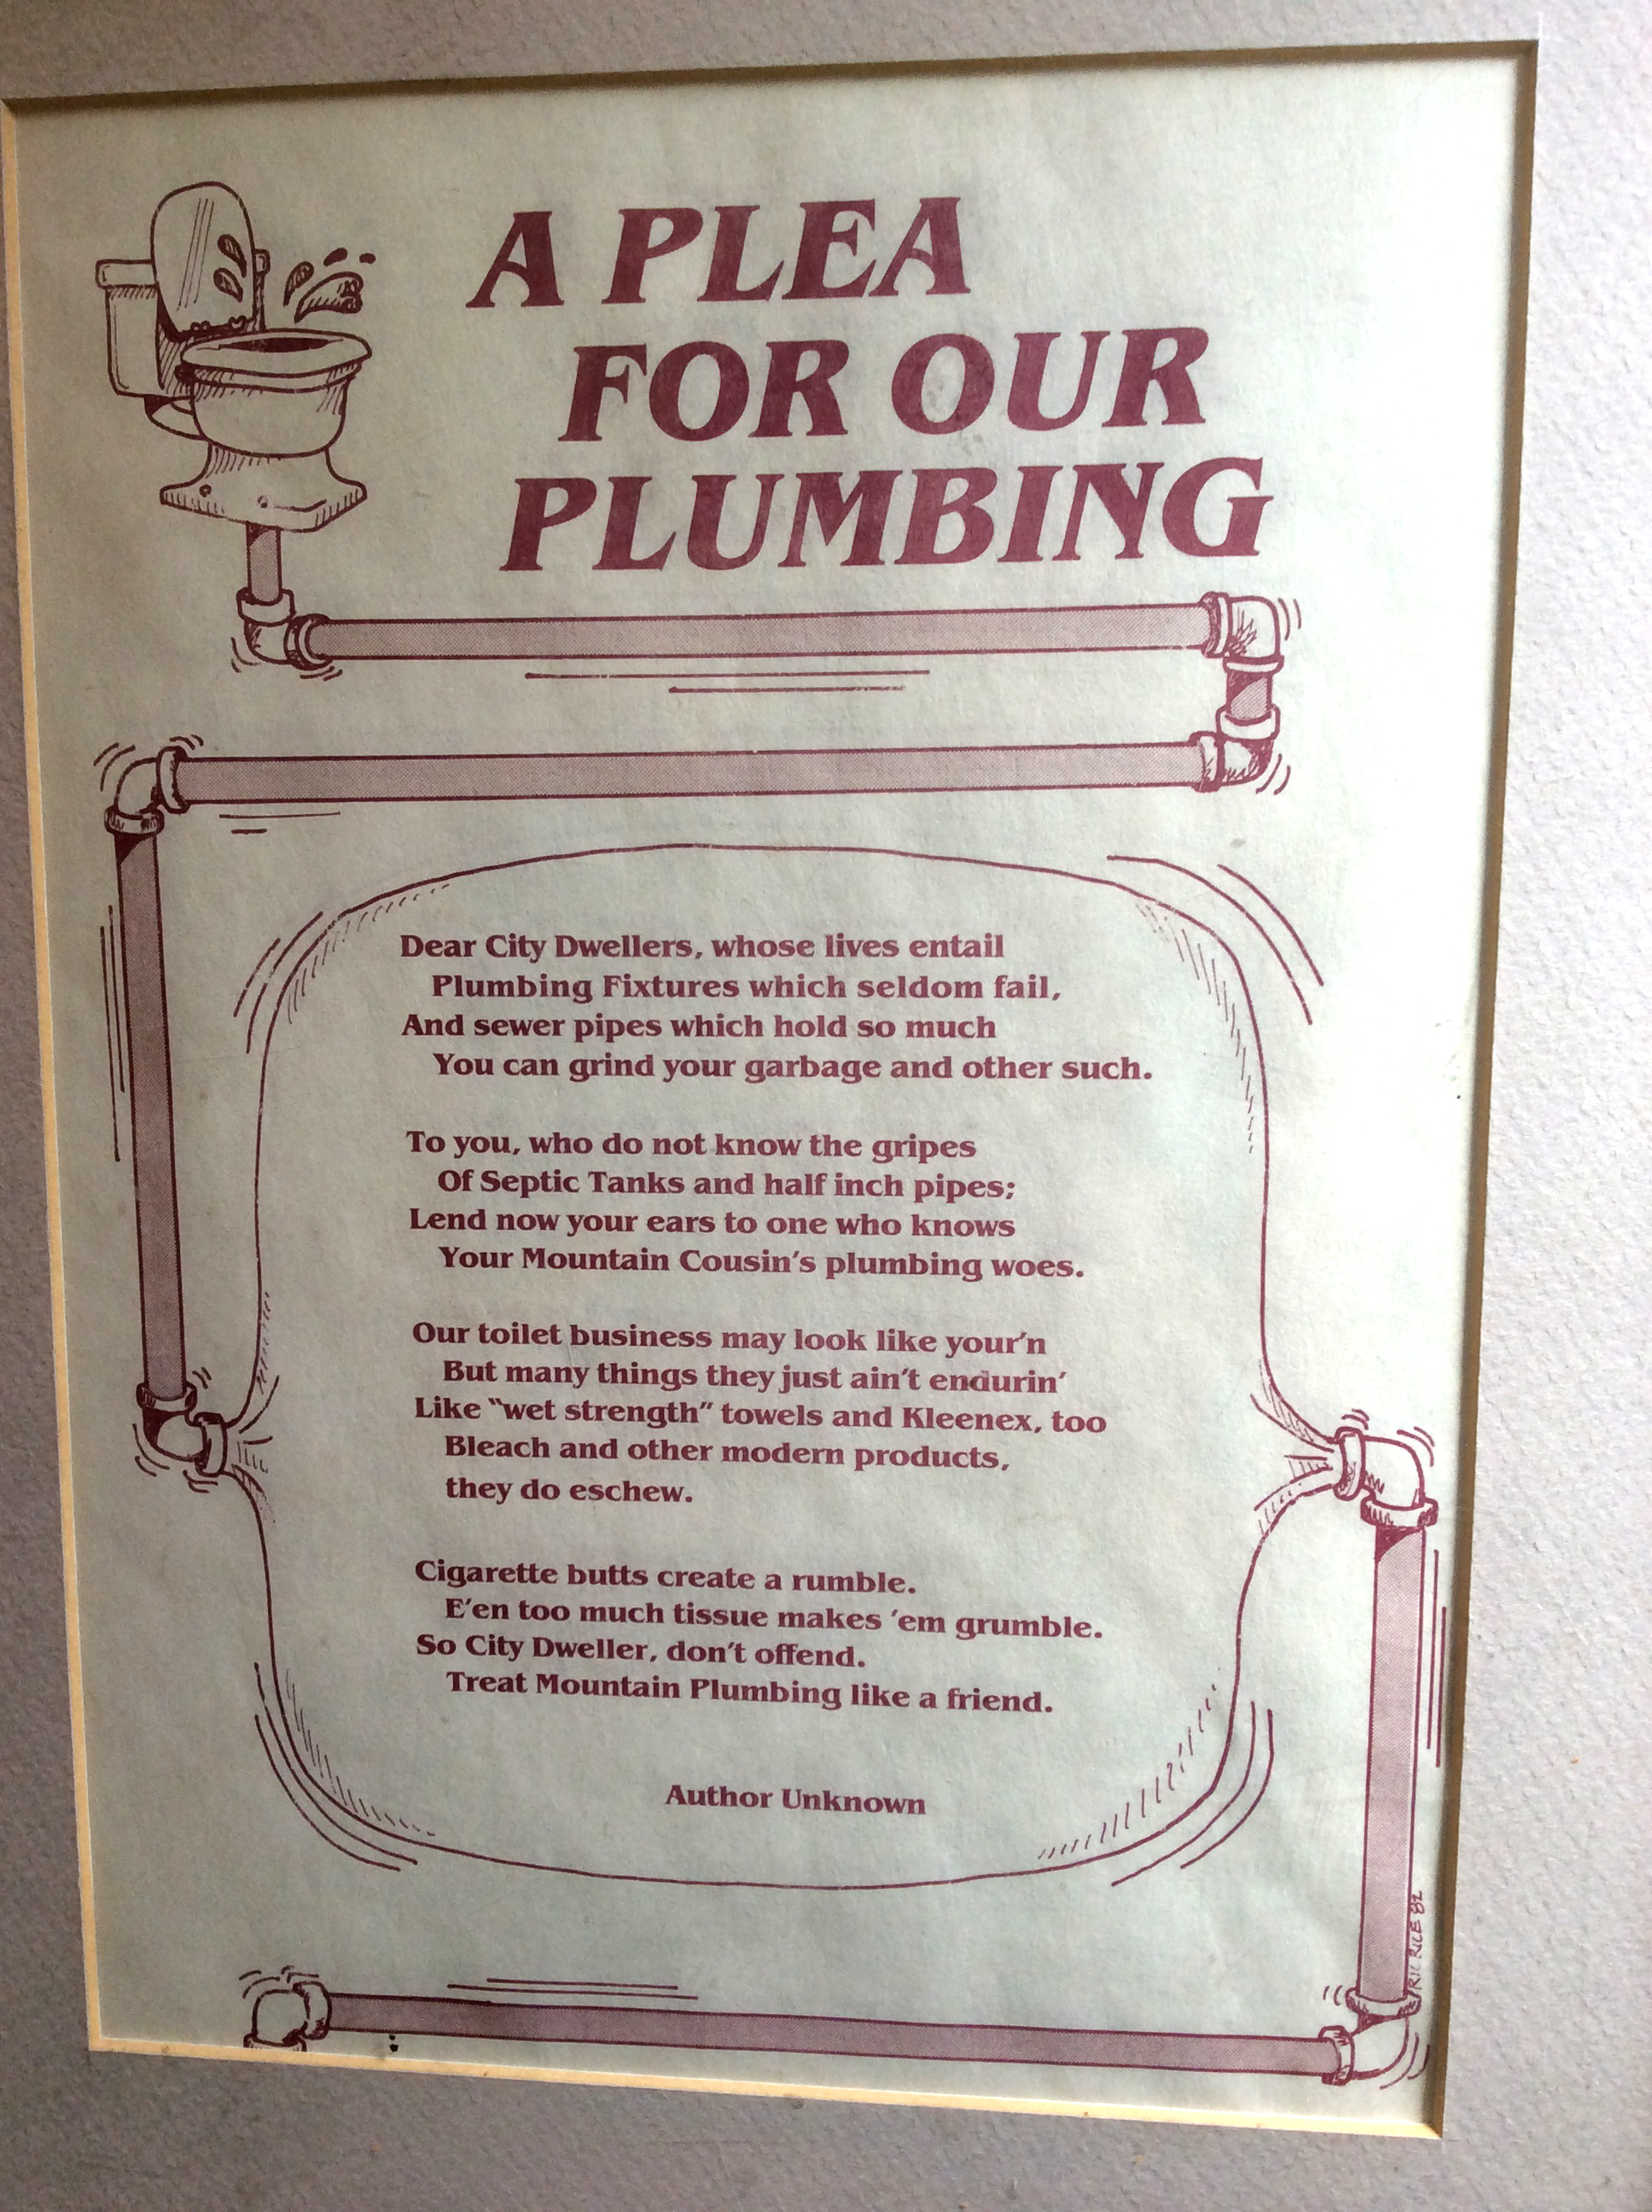 A PLEA
FOR OUR
PLUMBING
Dear City Dwellers, whose lives entail
Plumbing Fixtures which seldom fail,
And sewer pipes which hold so much
You can grind your garbage and other such.
To you, who do not know the gripes
Of Septic Tanks and half inch pipes;
Lend now your ears to one who knows
Your Mountain Cousin's plumbing woes.
Our toilet business may look like your'n
But many things they just ain't endurin'
Like "wet strength" towels and Kleenex, too
Bleach and other modern products,
they do eschew.
Cigarette butts create a rumble.
E'en too much tissue makes 'em grumble.
So City Dweller, don't offend.
Treat Mountain Plumbing like a friend.
Author Unknown
RICE 82